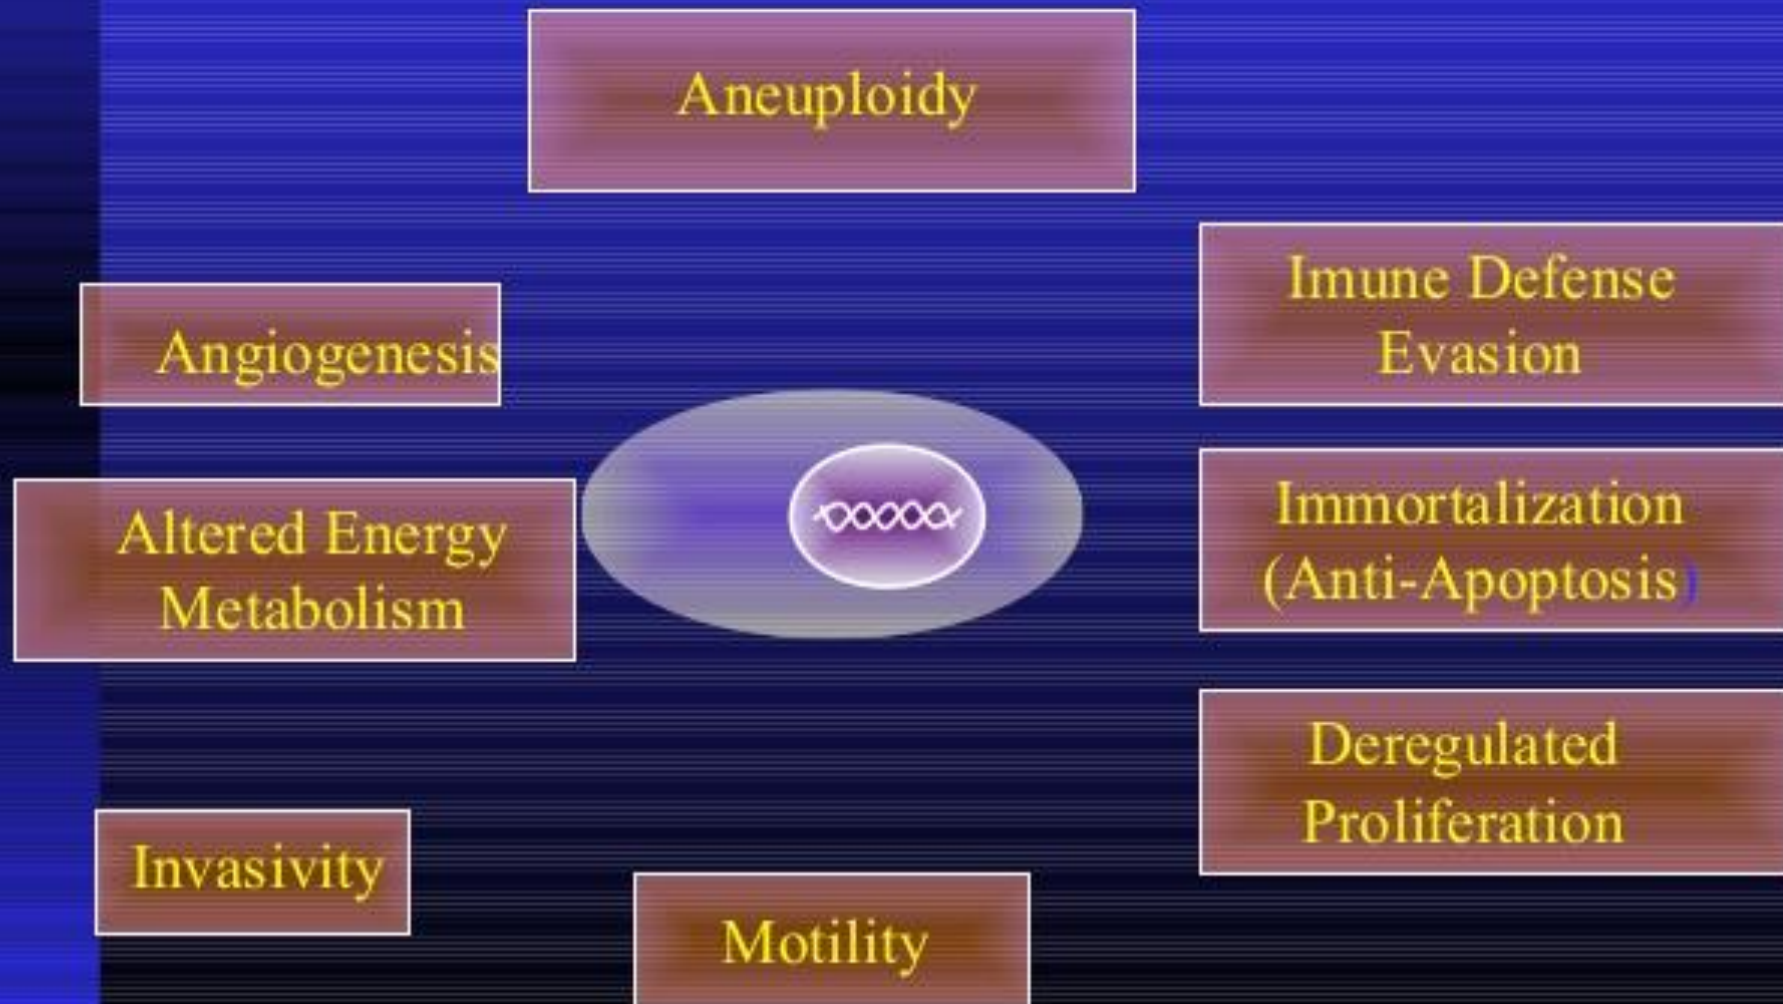 Aneuploidy
Imune Defense
Evasion
Angiogenesis
Immortalization
(Anti-Apoptosis)
Altered Energy
Metabolism
Deregulated
Proliferation
Invasivity
Motility